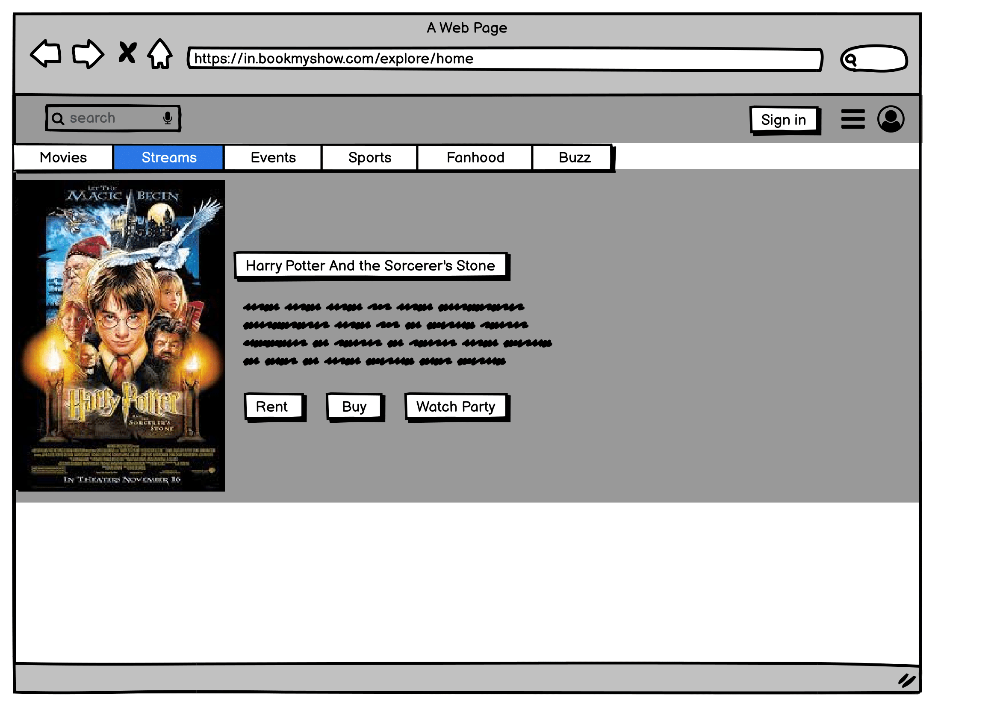 A Web Page
https://in.bookmyshow.com/explore/home
search
Sign in
Movies Streams Events Sports Fanhood Buzz
LET THE
MAGIC BEGIN
Harry Potter And the Sorcerer's Stone
Rent Buy Watch Party
Harry Potter
AND THE
SORCERER'S
STONE
IN THEATERS NOVEMBER 16